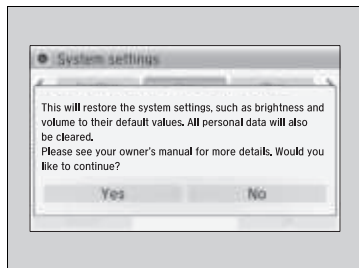 System settings
This will restore the system settings, such as brightness and
volume to their default values. All personal data will also
be cleared.
Please see your owner's manual for more details. Would you
like to continue?
Yes
No